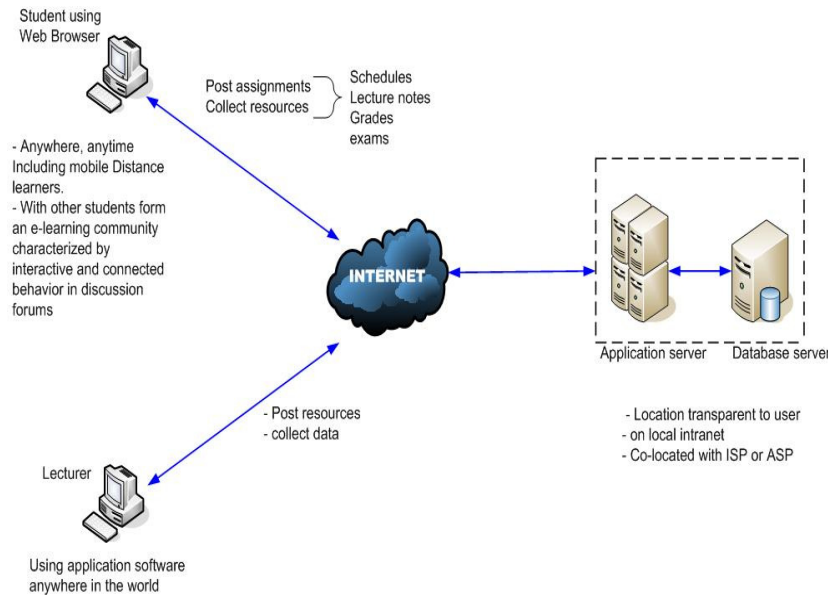 Student using
Web Browser
Post assignments
Collect resources
Schedules
Lecture notes
Grades
exams
- Anywhere, anytime
Including mobile Distance
learners.
- With other students form
an e-learning community
characterized by
interactive and connected
behavior in discussion
forums
INTERNET
Application server
Database server
- Post resources
- collect data
- Location transparent to user
- on local intranet
- Co-located with ISP or ASP
Lecturer
Using application software
anywhere in the world